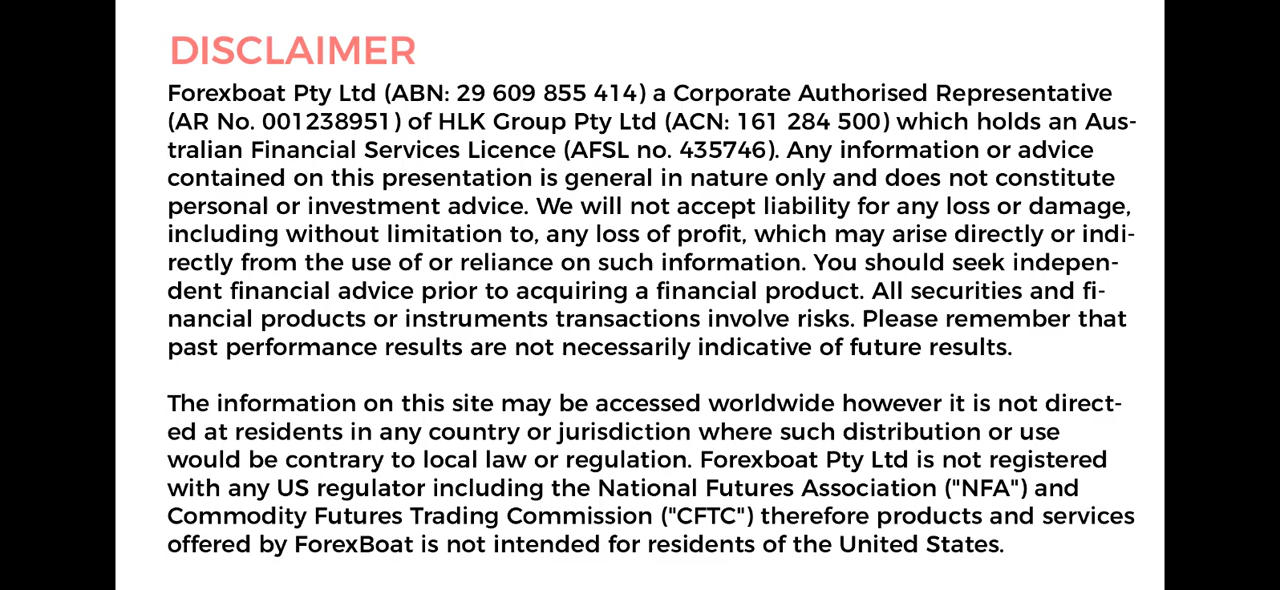 DISCLAIMER
Forexboat Pty Ltd (ABN: 29 609 855 414) a Corporate Authorised Representative
(AR No. 001238951) of HLK Group Pty Ltd (ACN: 161 284 500) which holds an Aus-
tralian Financial Services Licence (AFSL no. 435746). Any information or advice
contained on this presentation is general in nature only and does not constitute
personal or investment advice. We will not accept liability for any loss or damage,
including without limitation to, any loss of profit, which may arise directly or indi-
rectly from the use of or reliance on such information. You should seek indepen-
dent financial advice prior to acquiring a financial product. All securities and fi-
nancial products or instruments transactions involve risks. Please remember that
past performance results are not necessarily indicative of future results.
The information on this site may be accessed worldwide however it is not direct-
ed at residents in any country or jurisdiction where such distribution or use
would be contrary to local law or regulation. Forexboat Pty Ltd is not registered
with any US regulator including the National Futures Association ("NFA") and
Commodity Futures Trading Commission ("CFTC") therefore products and services
offered by ForexBoat is not intended for residents of the United States.